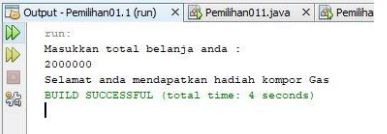 Output - Pemilihan01.1 (run) × Pemilihan011.java × Pemiliha
run:
Masukkan total belanja anda :
2000000
Selamat anda mendapatkan hadiah kompor Gas
BUILD SUCCESSFUL (total time: 4 seconds)